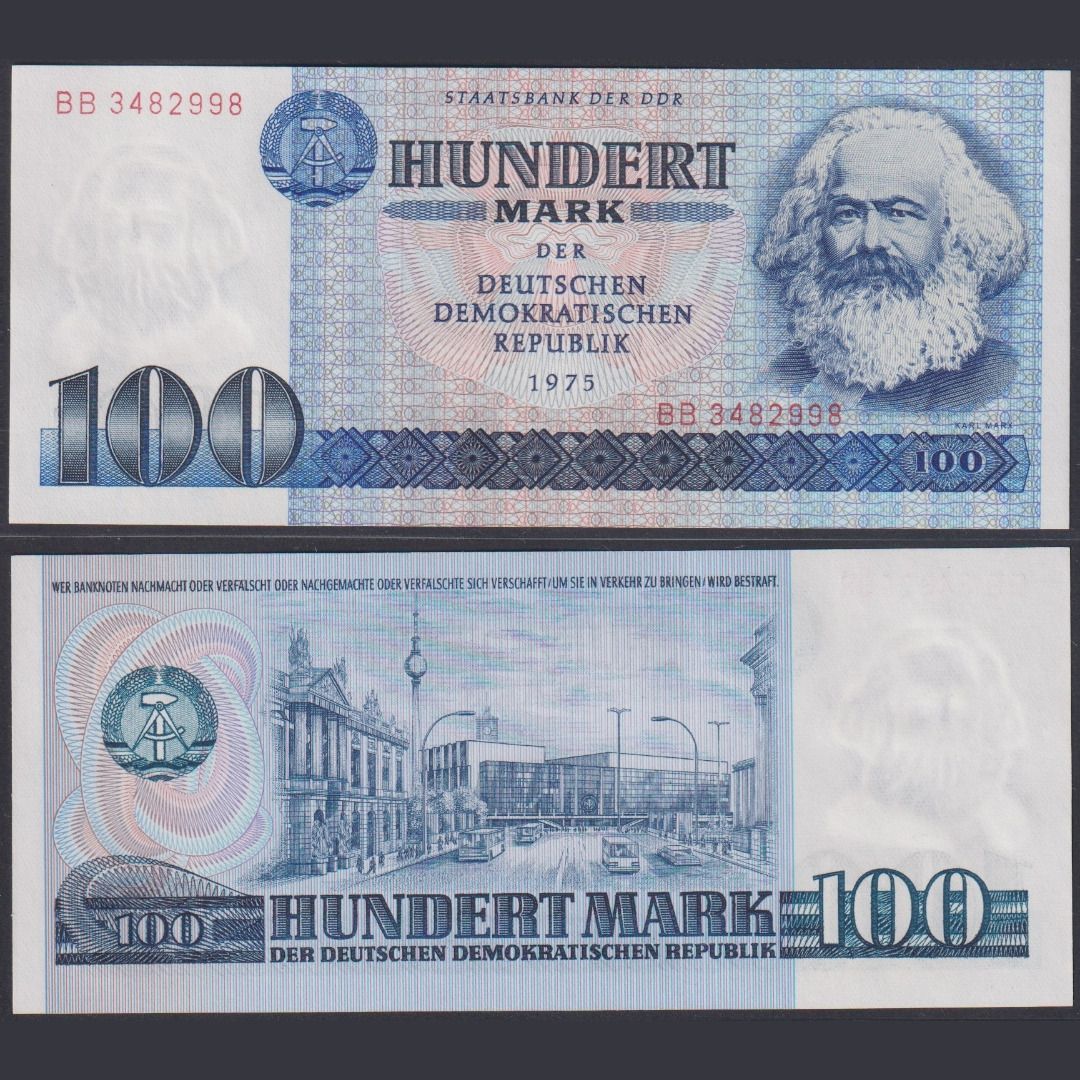 BB 3482998
STAATSBANK DER DDR
HUNDERT
MARK
DER
DEUTSCHEN
DEMOKRATISCHEN
REPUBLIK
1975
BB 3482998
KARL MARX
100
100
WER BANKNOTEN NACHMACHT ODER VERFÄLSCHT ODER NACHGEMACHTE ODER VERFÄLSCHTE SICH VERSCHAFFT/UM SIE IN VERKEHR ZU BRINGEN/WIRD BESTRAFT.
100
HUNDERT MARK
DER DEUTSCHEN DEMOKRATISCHEN REPUBLIK
100